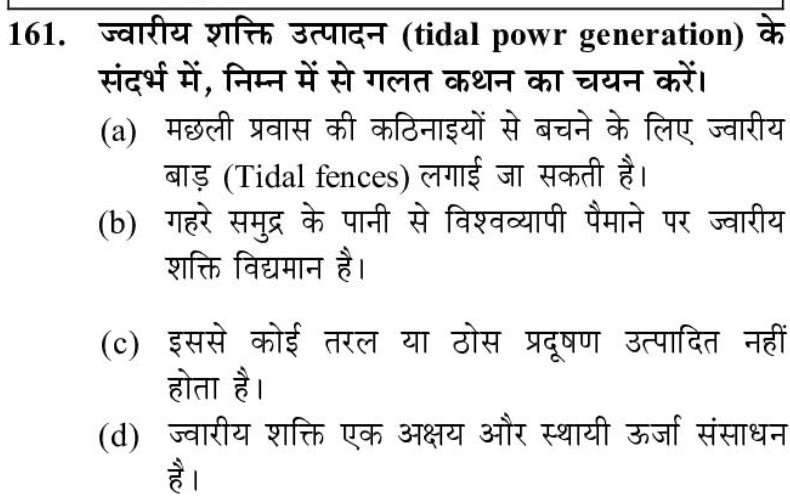 161. ज्वारीय शक्ति उत्पादन (tidal powr generation) के
संदर्भ में, निम्न में से गलत कथन का चयन करें।
(a) मछली प्रवास की कठिनाइयों से बचने के लिए ज्वारीय
बाड़ (Tidal fences) लगाई जा सकती है।
(b) गहरे समुद्र के पानी से विश्वव्यापी पैमाने पर ज्वारीय
शक्ति विद्यमान है।
(c) इससे कोई तरल या ठोस प्रदूषण उत्पादित नहीं
होता है।
(d) ज्वारीय शक्ति एक अक्षय और स्थायी ऊर्जा संसाधन
है।